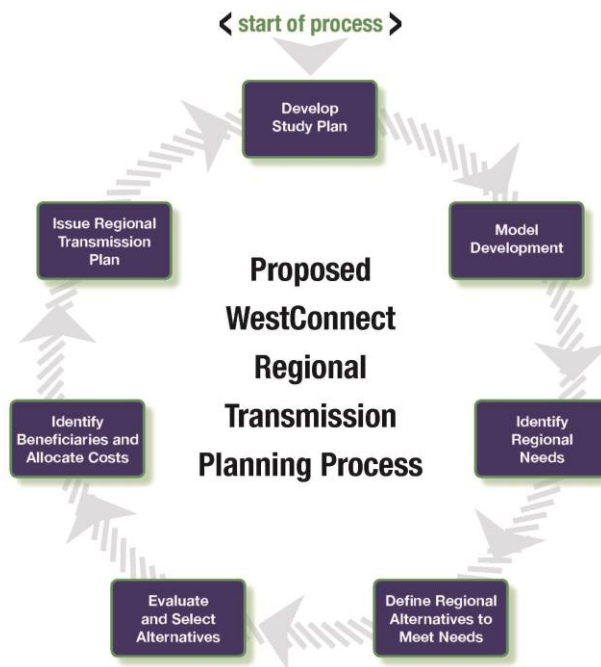 < start of process >
Develop
Study Plan
Model
Development
Identify
Regional
Needs
Define Regional
Alternatives to
Meet Needs
Evaluate
and Select
Alternatives
Identify
Beneficiaries and
Allocate Costs
Issue Regional
Transmission
Plan
Proposed
WestConnect
Regional
Transmission
Planning Process